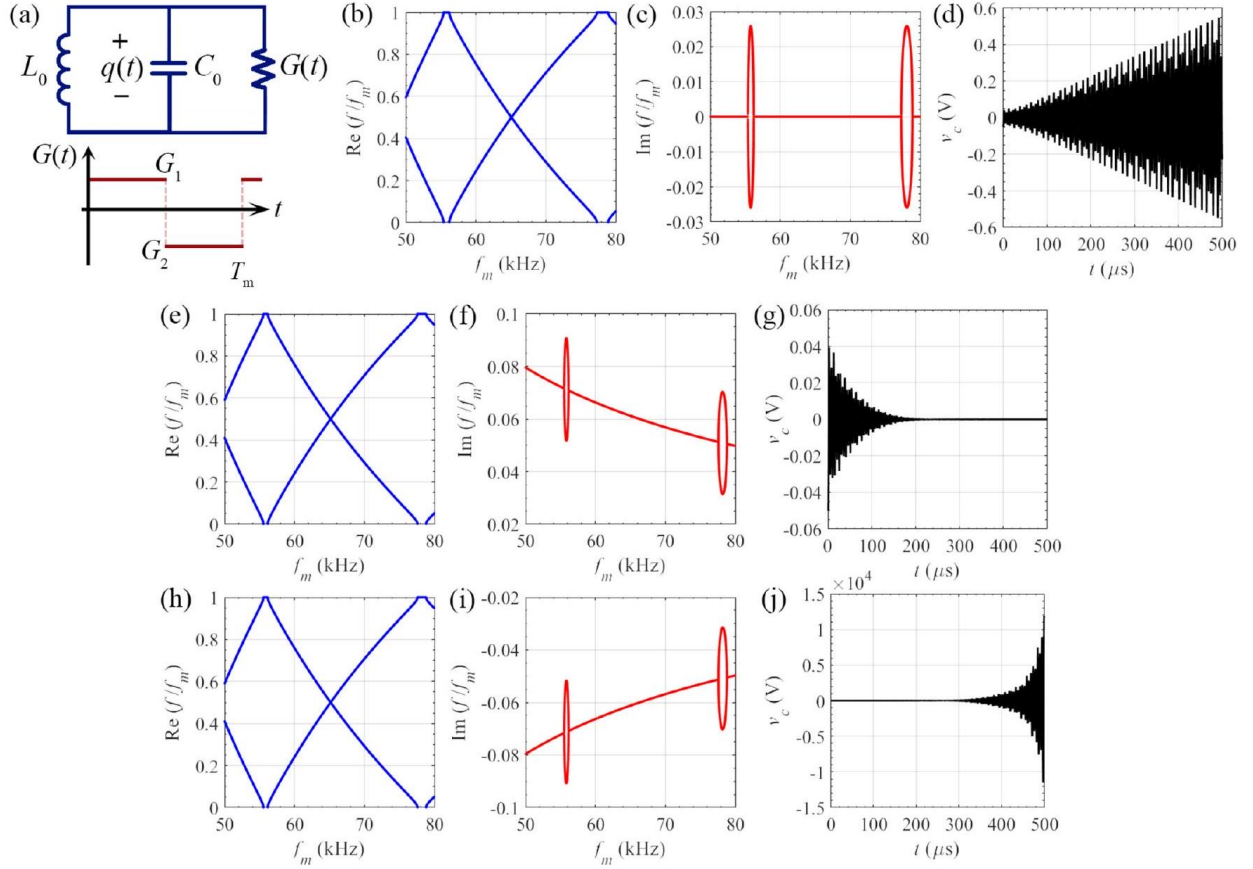 (a)
L0
+
q(t)
−
C0
G(t)
G(t)
G1
t
G2
Tm
(b)
Re (f/fm)
1
0.8
0.6
0.4
0.2
0
50 60 70 80
fm (kHz)
(c)
Im (f/fm)
0.03
0.02
0.01
0
-0.01
-0.02
-0.03
50 60 70 80
fm (kHz)
(d)
vc (V)
0.6
0.4
0.2
0
-0.2
-0.4
-0.6
0 100 200 300 400 500
t (μs)
(e)
Re (f/fm)
1
0.8
0.6
0.4
0.2
0
50 60 70 80
fm (kHz)
(f)
Im (f/fm)
0.1
0.08
0.06
0.04
0.02
50 60 70 80
fm (kHz)
(g)
vc (V)
0.06
0.04
0.02
0
-0.02
-0.04
-0.06
0 100 200 300 400 500
t (μs)
(h)
Re (f/fm)
1
0.8
0.6
0.4
0.2
0
50 60 70 80
fm (kHz)
(i)
Im (f/fm)
-0.02
-0.04
-0.06
-0.08
-0.1
50 60 70 80
fm (kHz)
(j)
×10^4
vc (V)
1.5
1
0.5
0
-0.5
-1
-1.5
0 100 200 300 400 500
t (μs)